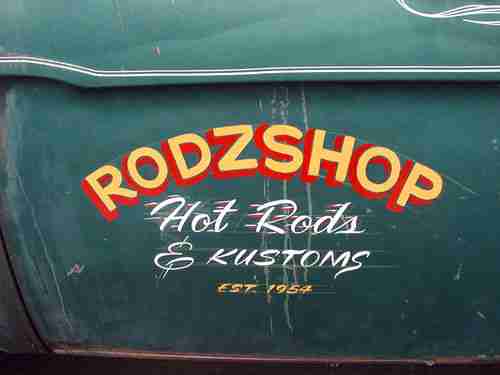 RODZSHOP
Hot Rods
& KUSTOMS
EST. 1954